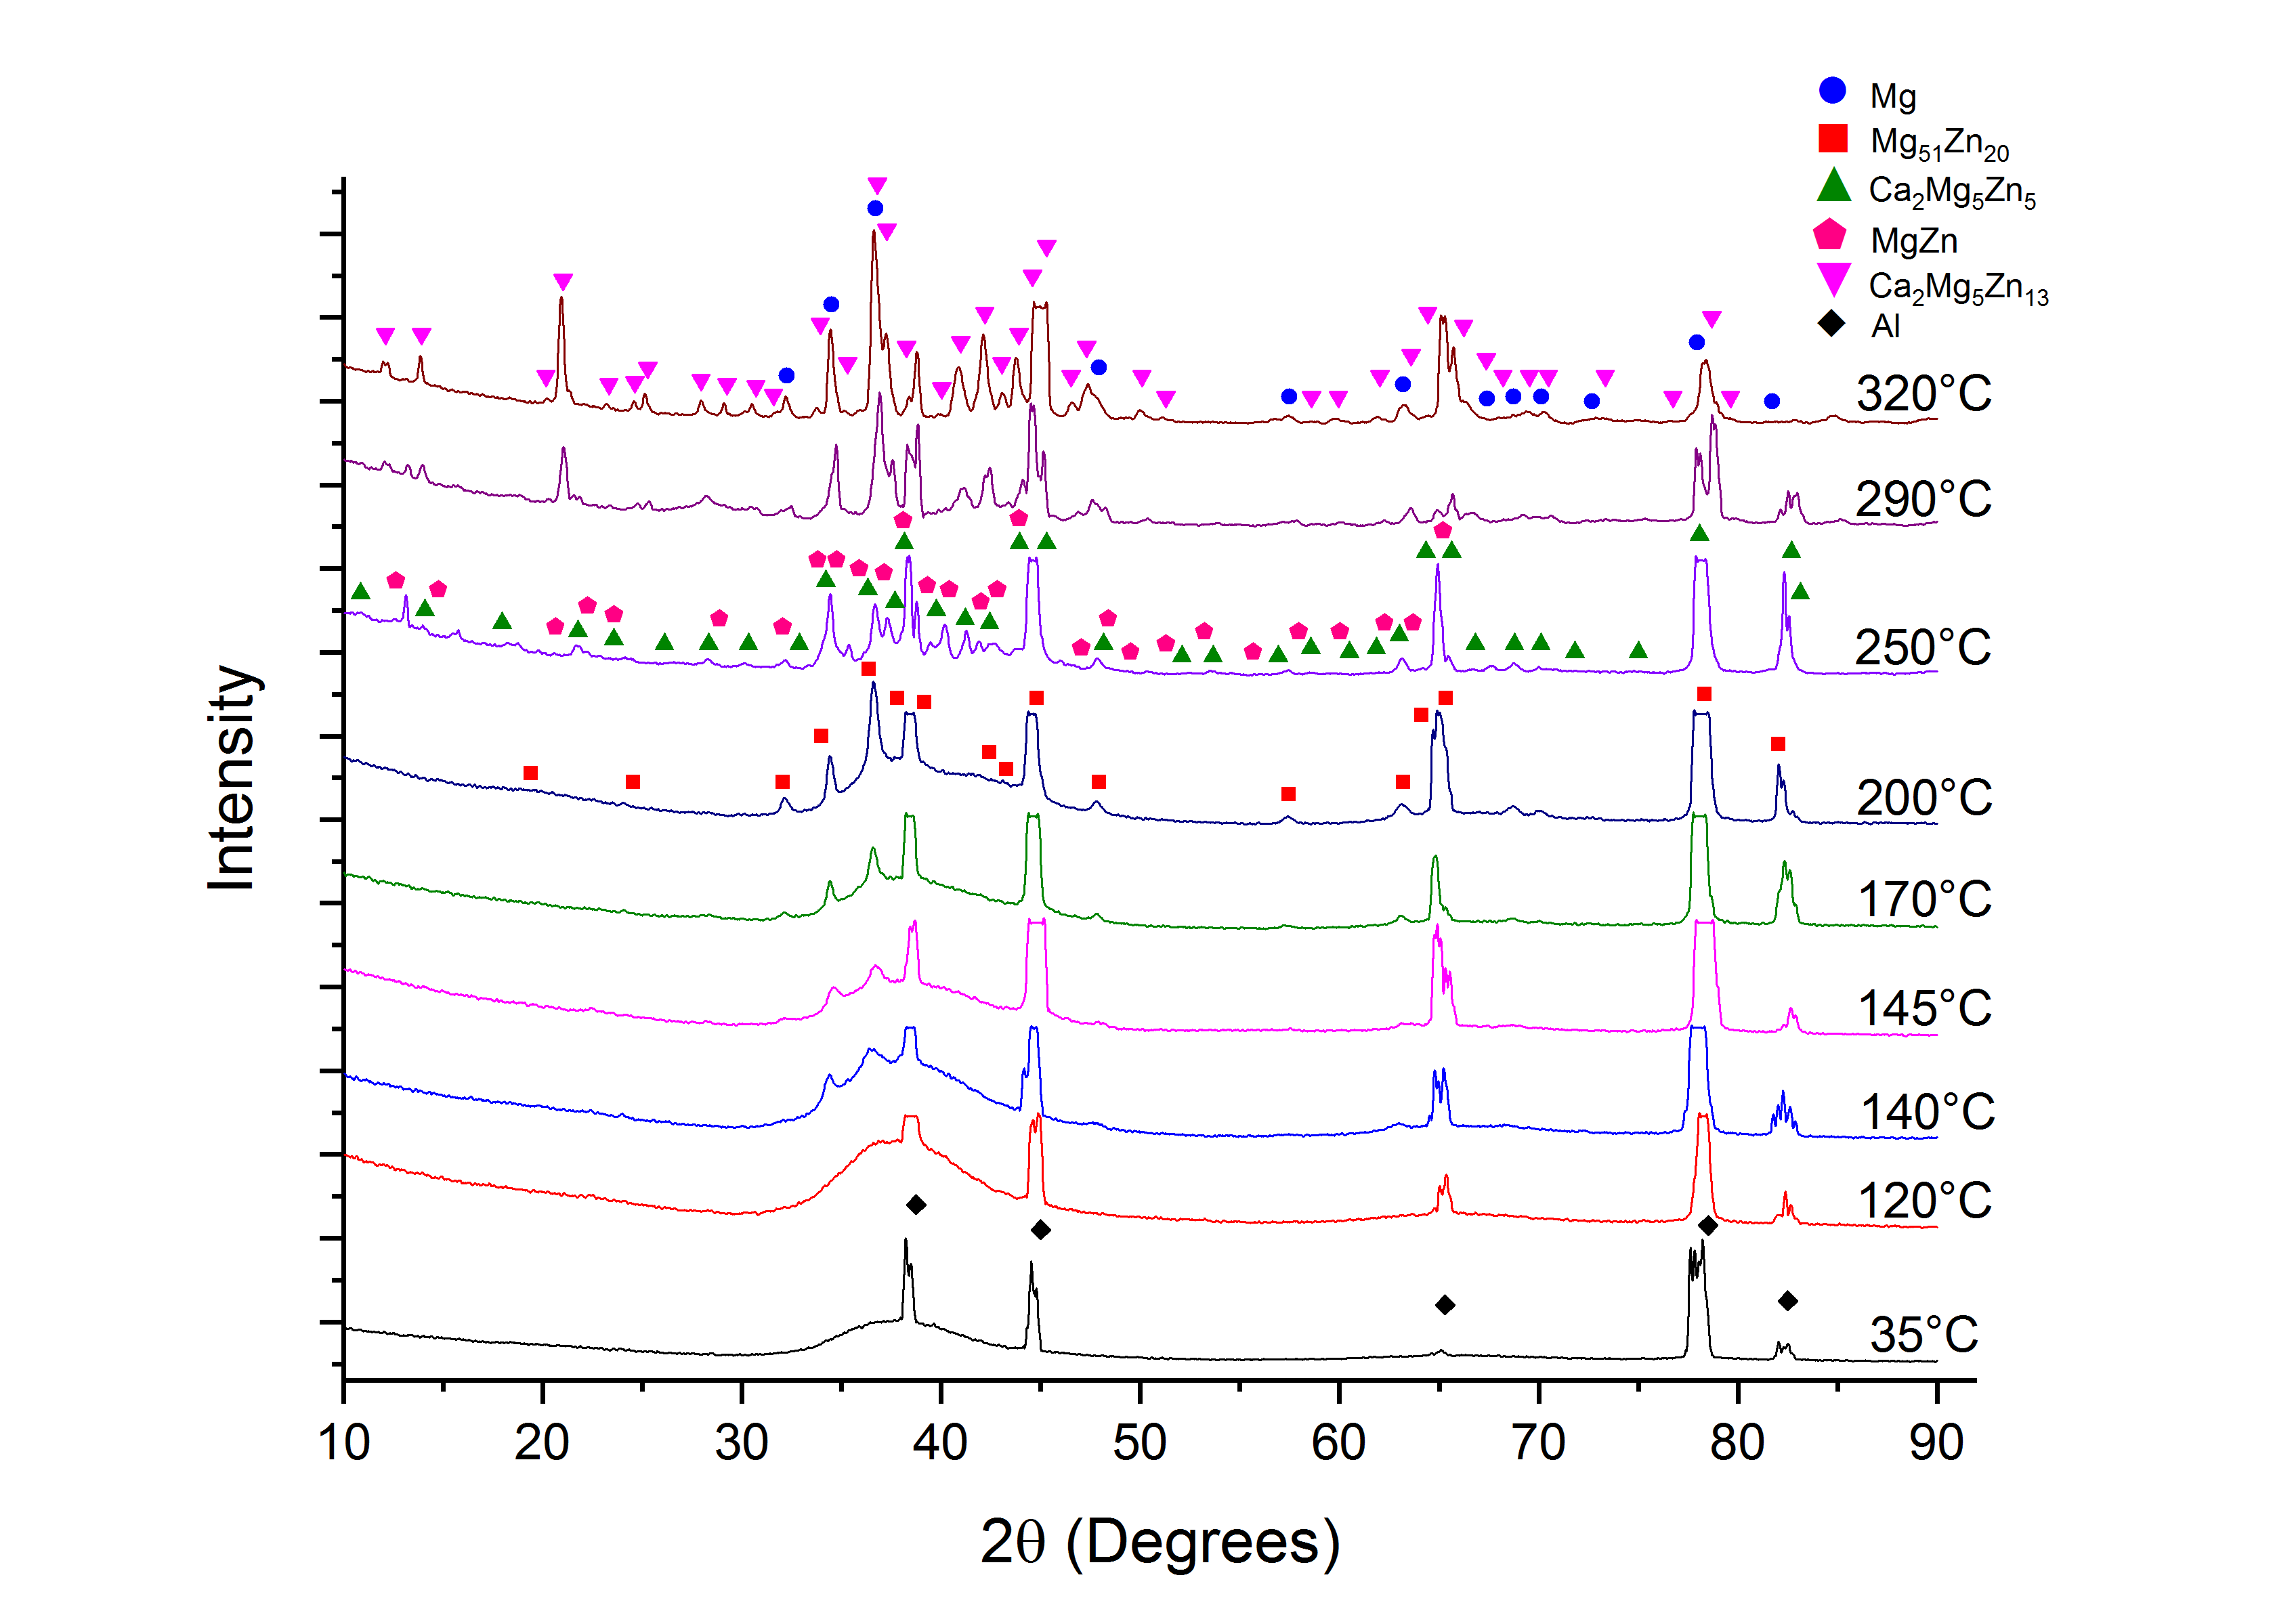 Mg
Mg₅₁Zn₂₀
Ca₂Mg₅Zn₅
MgZn
Ca₂Mg₅Zn₁₃
Al
320°C
290°C
250°C
200°C
170°C
145°C
140°C
120°C
35°C
Intensity
10 20 30 40 50 60 70 80 90
2θ (Degrees)